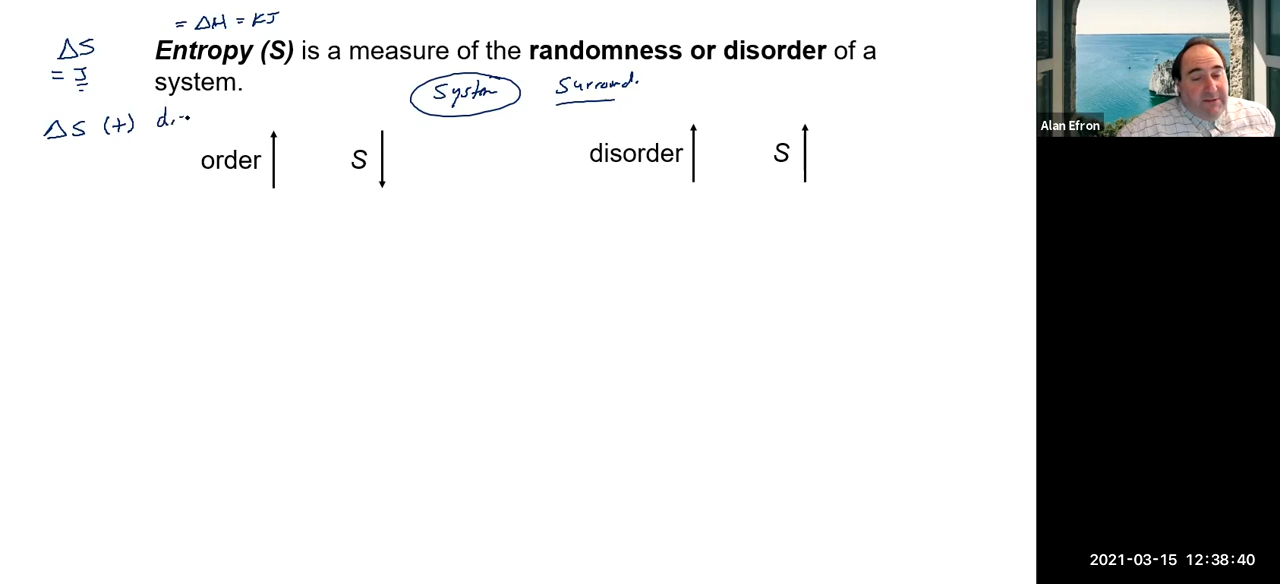 = ΔH = KJ
ΔS
Entropy (S) is a measure of the randomness or disorder of a
= J
system.
System
Surround.
ΔS (+)
order
S
disorder
S
Alan Efron
2021-03-15 12:38:40